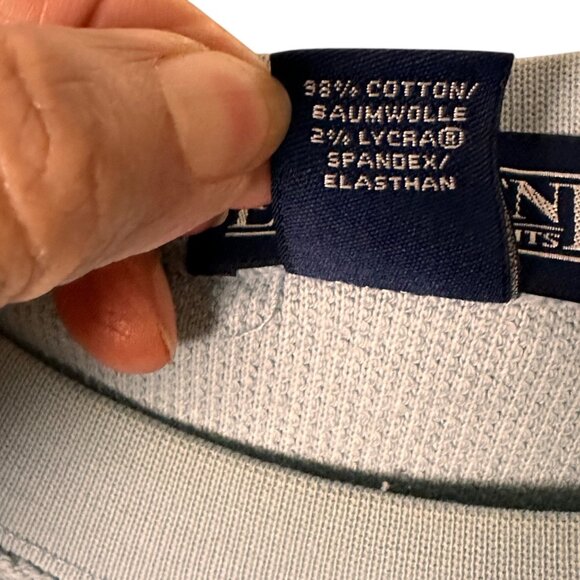 98% COTTON/
BAUMWOLLE
2% LYCRA®
SPANDEX/
ELASTHAN